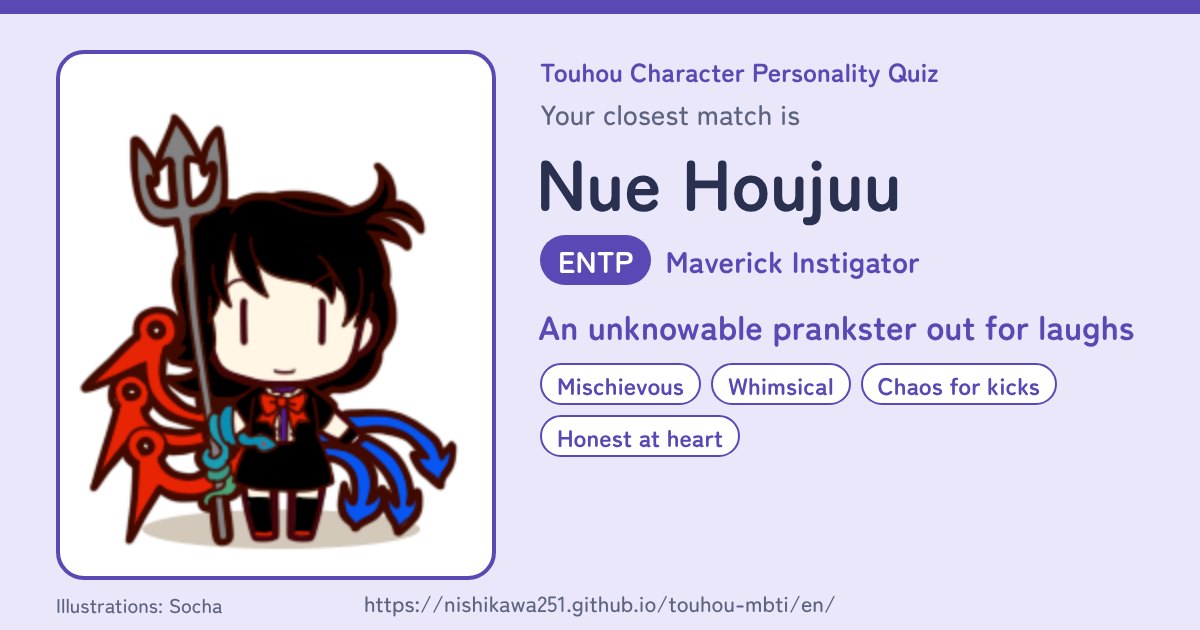 Touhou Character Personality Quiz
Your closest match is
Nue Houjuu
ENTP Maverick Instigator
An unknowable prankster out for laughs
Mischievous Whimsical Chaos for kicks
Honest at heart
Illustrations: Socha https://nishikawa251.github.io/touhou-mbti/en/